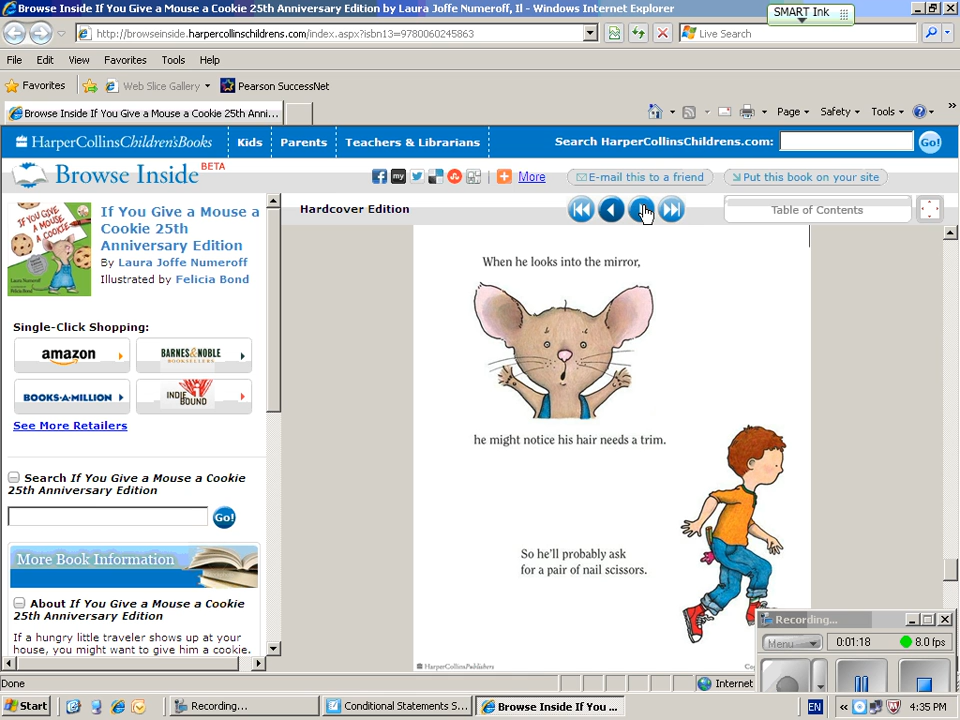 Browse Inside If You Give a Mouse a Cookie 25th Anniversary Edition by Laura Joffe Numeroff, Il - Windows Internet Explorer
SMART Ink
http://browseinside.harpercollinschildrens.com/index.aspx?isbn13=9780060245863
Live Search
File Edit View Favorites Tools Help
Favorites Web Slice Gallery Pearson SuccessNet
Browse Inside If You Give a Mouse a Cookie 25th Anni...
Page Safety Tools
HarperCollinsChildren'sBooks Kids Parents Teachers & Librarians Search HarperCollinsChildrens.com: Go!
Browse Inside BETA
my More E-mail this to a friend Put this book on your site
Hardcover Edition Table of Contents
IF YOU GIVE A MOUSE A COOKIE
Laura Numeroff Felicia Bond
If You Give a Mouse a
Cookie 25th
Anniversary Edition
By Laura Joffe Numeroff
Illustrated by Felicia Bond
Single-Click Shopping:
amazon BARNES&NOBLE BOOKSELLERS
BOOKS-A-MILLION INDIE BOUND
See More Retailers
Search If You Give a Mouse a Cookie
25th Anniversary Edition
Go!
More Book Information
About If You Give a Mouse a Cookie
25th Anniversary Edition
If a hungry little traveler shows up at your
house, you might want to give him a cookie.
When he looks into the mirror,
he might notice his hair needs a trim.
So he'll probably ask
for a pair of nail scissors.
HarperCollinsPublishers
Recording...
Menu 0:01:18 8.0 fps
Done Internet
Start Recording... Conditional Statements S... Browse Inside If You ... EN 4:35 PM